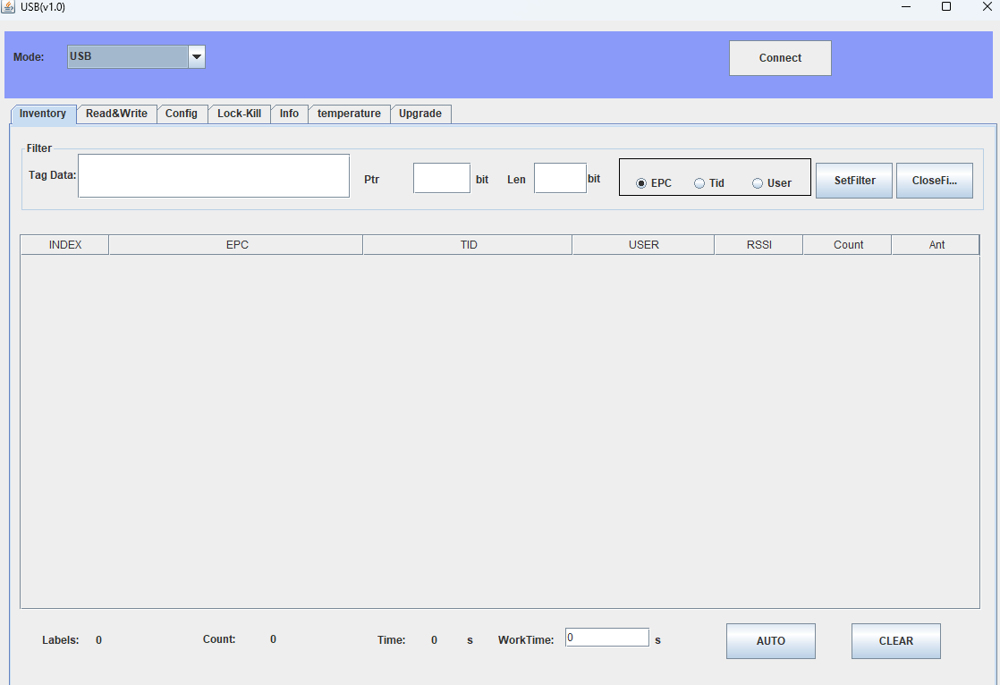 USB(v1.0)
Mode: USB Connect
Inventory Read&Write Config Lock-Kill Info temperature Upgrade
Filter
Tag Data: Ptr bit Len bit EPC Tid User SetFilter CloseFi...
INDEX EPC TID USER RSSI Count Ant
Labels: 0 Count: 0 Time: 0 s WorkTime: 0 s AUTO CLEAR